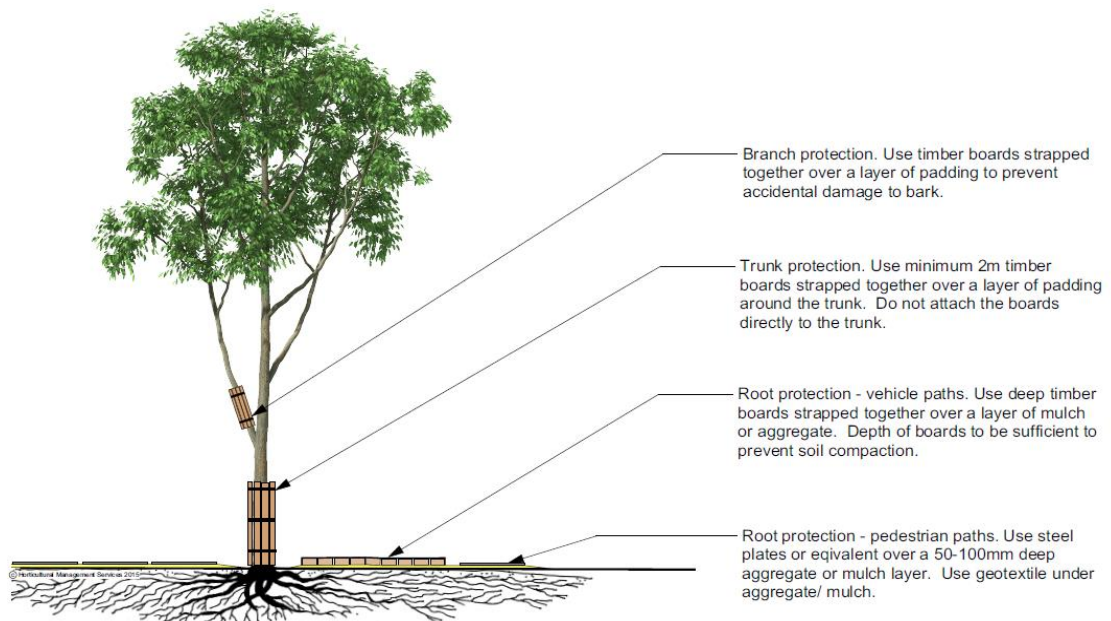 Branch protection. Use timber boards strapped
together over a layer of padding to prevent
accidental damage to bark.
Trunk protection. Use minimum 2m timber
boards strapped together over a layer of padding
around the trunk. Do not attach the boards
directly to the trunk.
Root protection - vehicle paths. Use deep timber
boards strapped together over a layer of mulch
or aggregate. Depth of boards to be sufficient to
prevent soil compaction.
Root protection - pedestrian paths. Use steel
plates or eqivalent over a 50-100mm deep
aggregate or mulch layer. Use geotextile under
aggregate/ mulch.
© Horticultural Management Services 2015